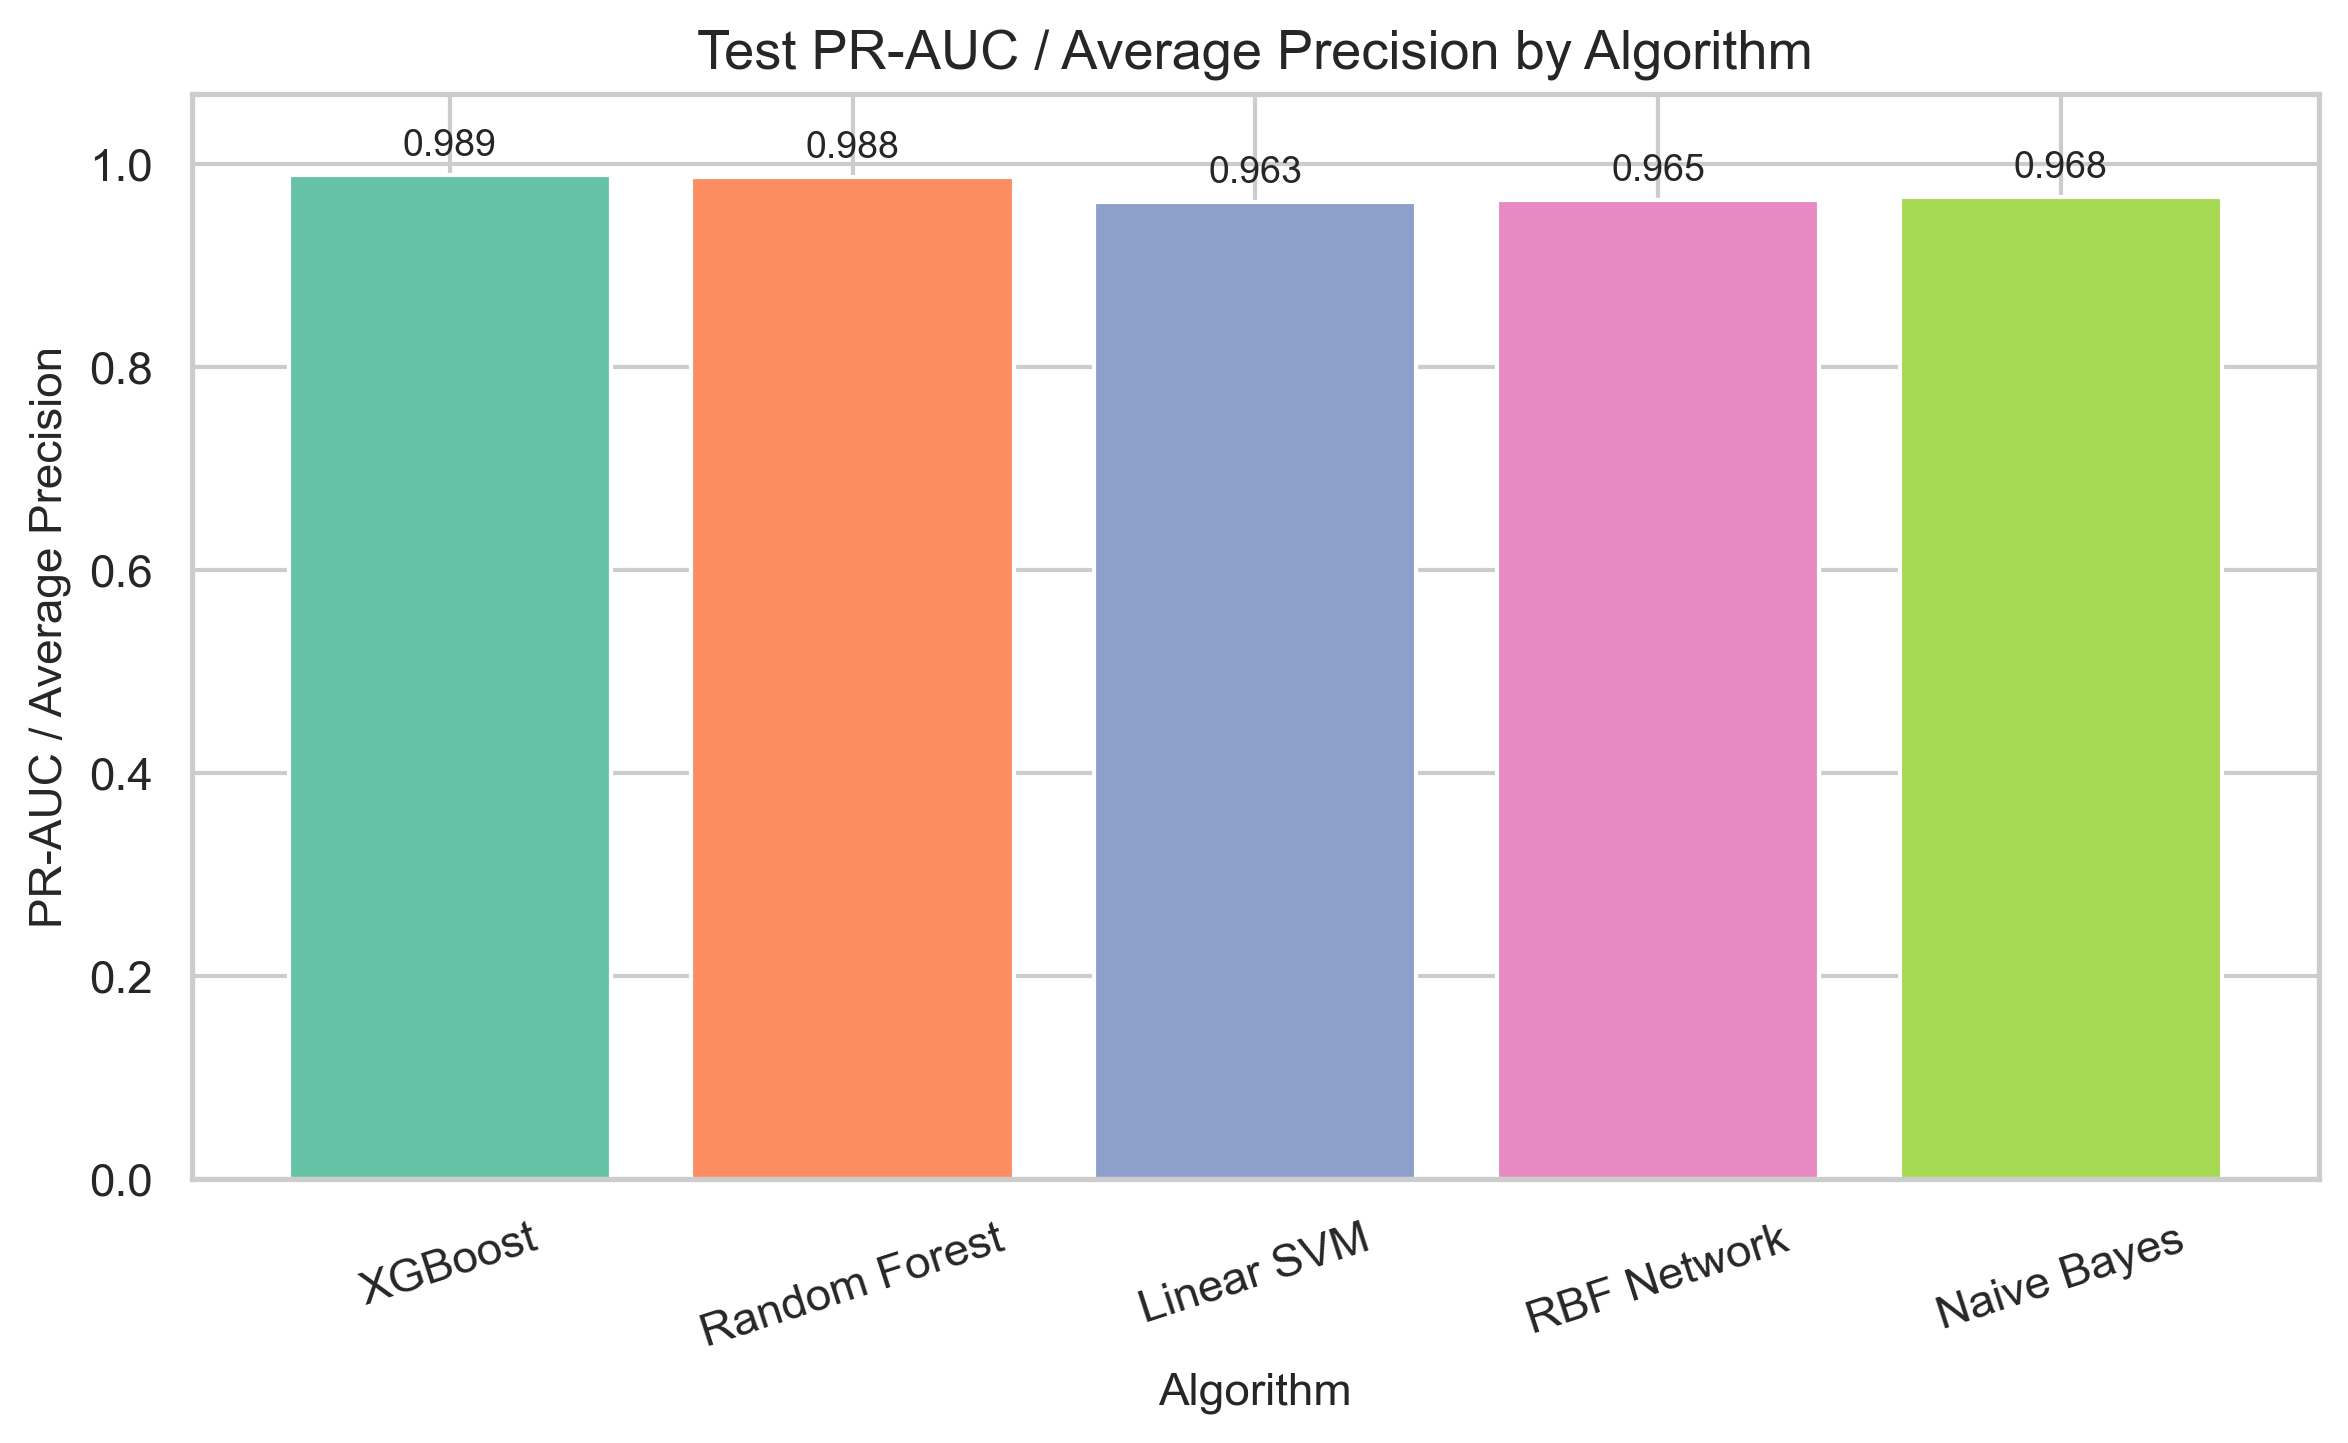 Test PR-AUC / Average Precision by Algorithm
PR-AUC / Average Precision
1.0
0.8
0.6
0.4
0.2
0.0
0.989
0.988
0.963
0.965
0.968
XGBoost
Random Forest
Linear SVM
RBF Network
Naive Bayes
Algorithm